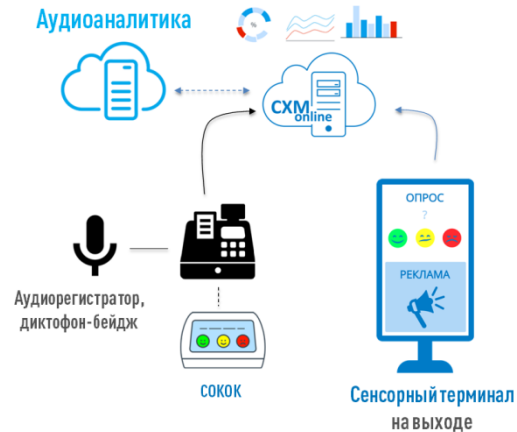 Аудиоаналитика
CXM
online
ОПРОС
?
РЕКЛАМА
Аудиорегистратор,
диктофон-бейдж
СОКОК
Сенсорный терминал
на выходе